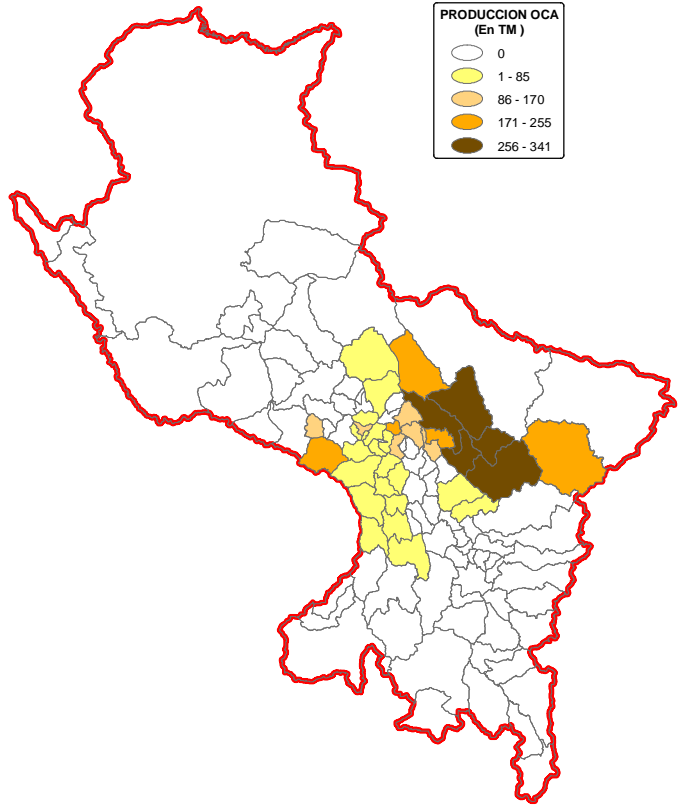 PRODUCCION OCA
(En TM )
0
1 - 85
86 - 170
171 - 255
256 - 341